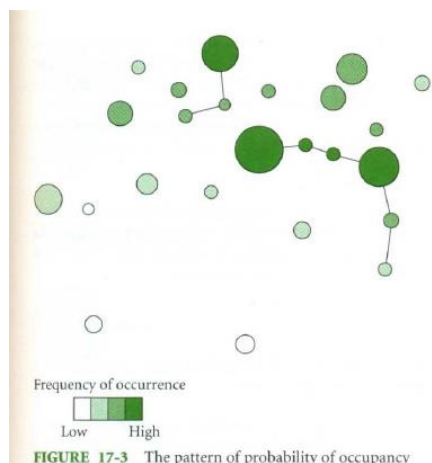 Frequency of occurrence
Low High
FIGURE 17-3 The pattern of probability of occupancy